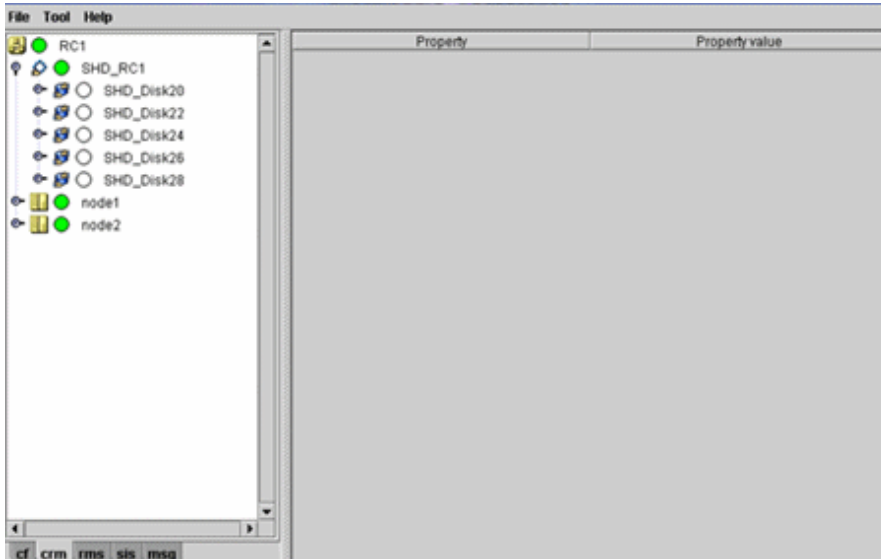 File Tool Help
RC1
SHD_RC1
SHD_Disk20
SHD_Disk22
SHD_Disk24
SHD_Disk26
SHD_Disk28
node1
node2
Property Property value
cf crm rms sis msg